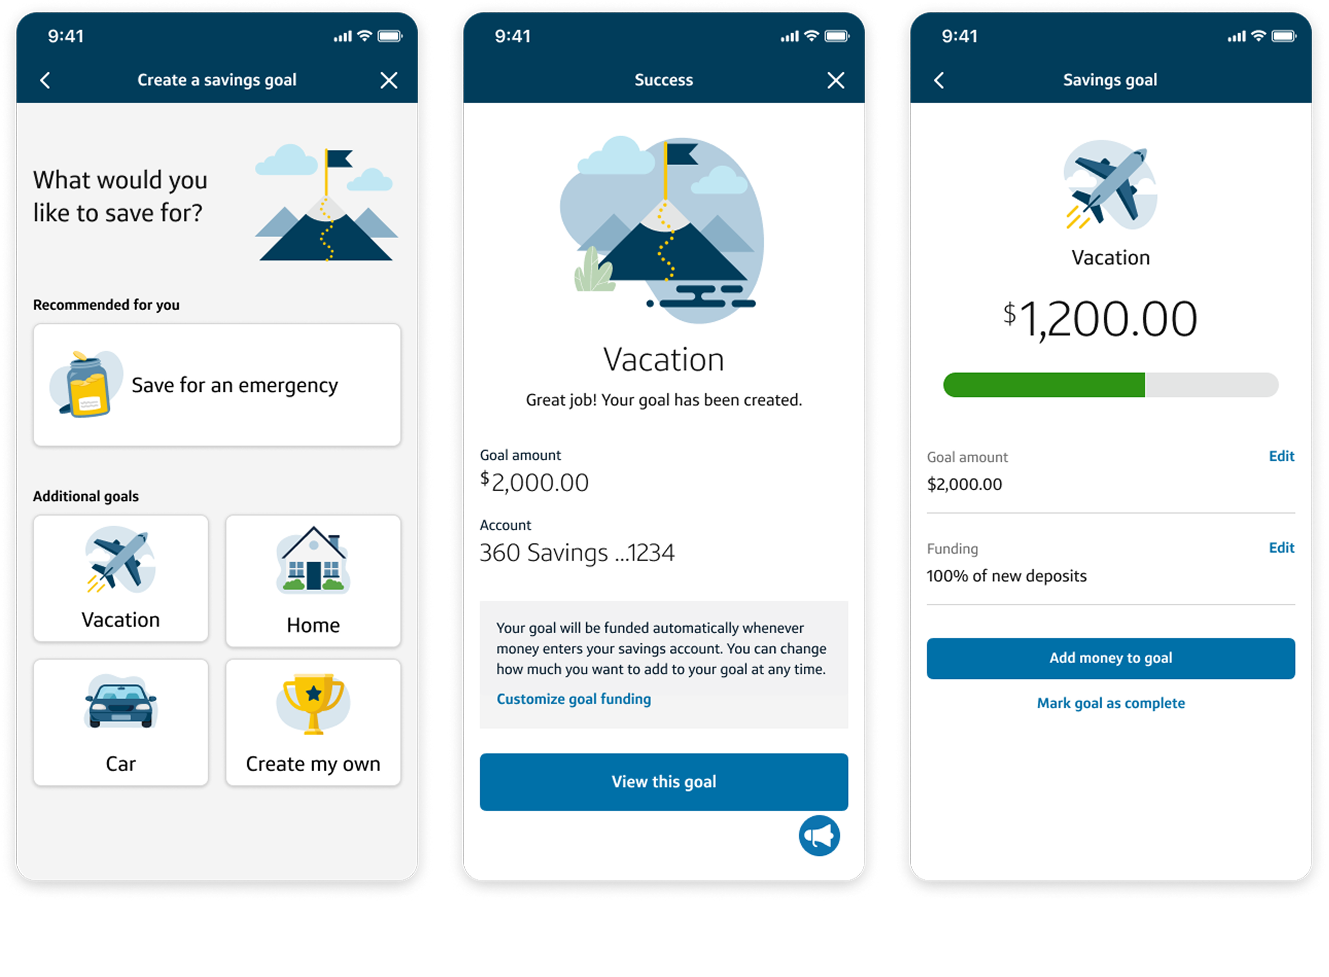 9:41
Create a savings goal
What would you
like to save for?
Recommended for you
Save for an emergency
Additional goals
Vacation
Home
Car
Create my own
9:41
Success
Vacation
Great job! Your goal has been created.
Goal amount
$2,000.00
Account
360 Savings ...1234
Your goal will be funded automatically whenever
money enters your savings account. You can change
how much you want to add to your goal at any time.
Customize goal funding
View this goal
9:41
Savings goal
Vacation
$1,200.00
Goal amount
Edit
$2,000.00
Funding
Edit
100% of new deposits
Add money to goal
Mark goal as complete